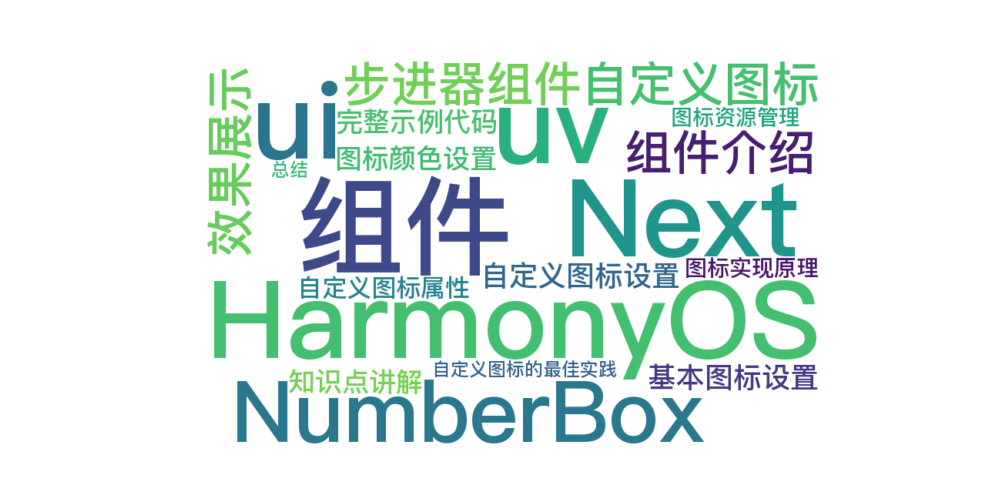 步进器组件
自定义图标
效果展示
ui
完整示例代码
uv
图标资源管理
图标颜色设置
组件介绍
总结
组件
Next
自定义图标属性
自定义图标设置
图标实现原理
HarmonyOS
知识点讲解
自定义图标的最佳实践
基本图标设置
NumberBox